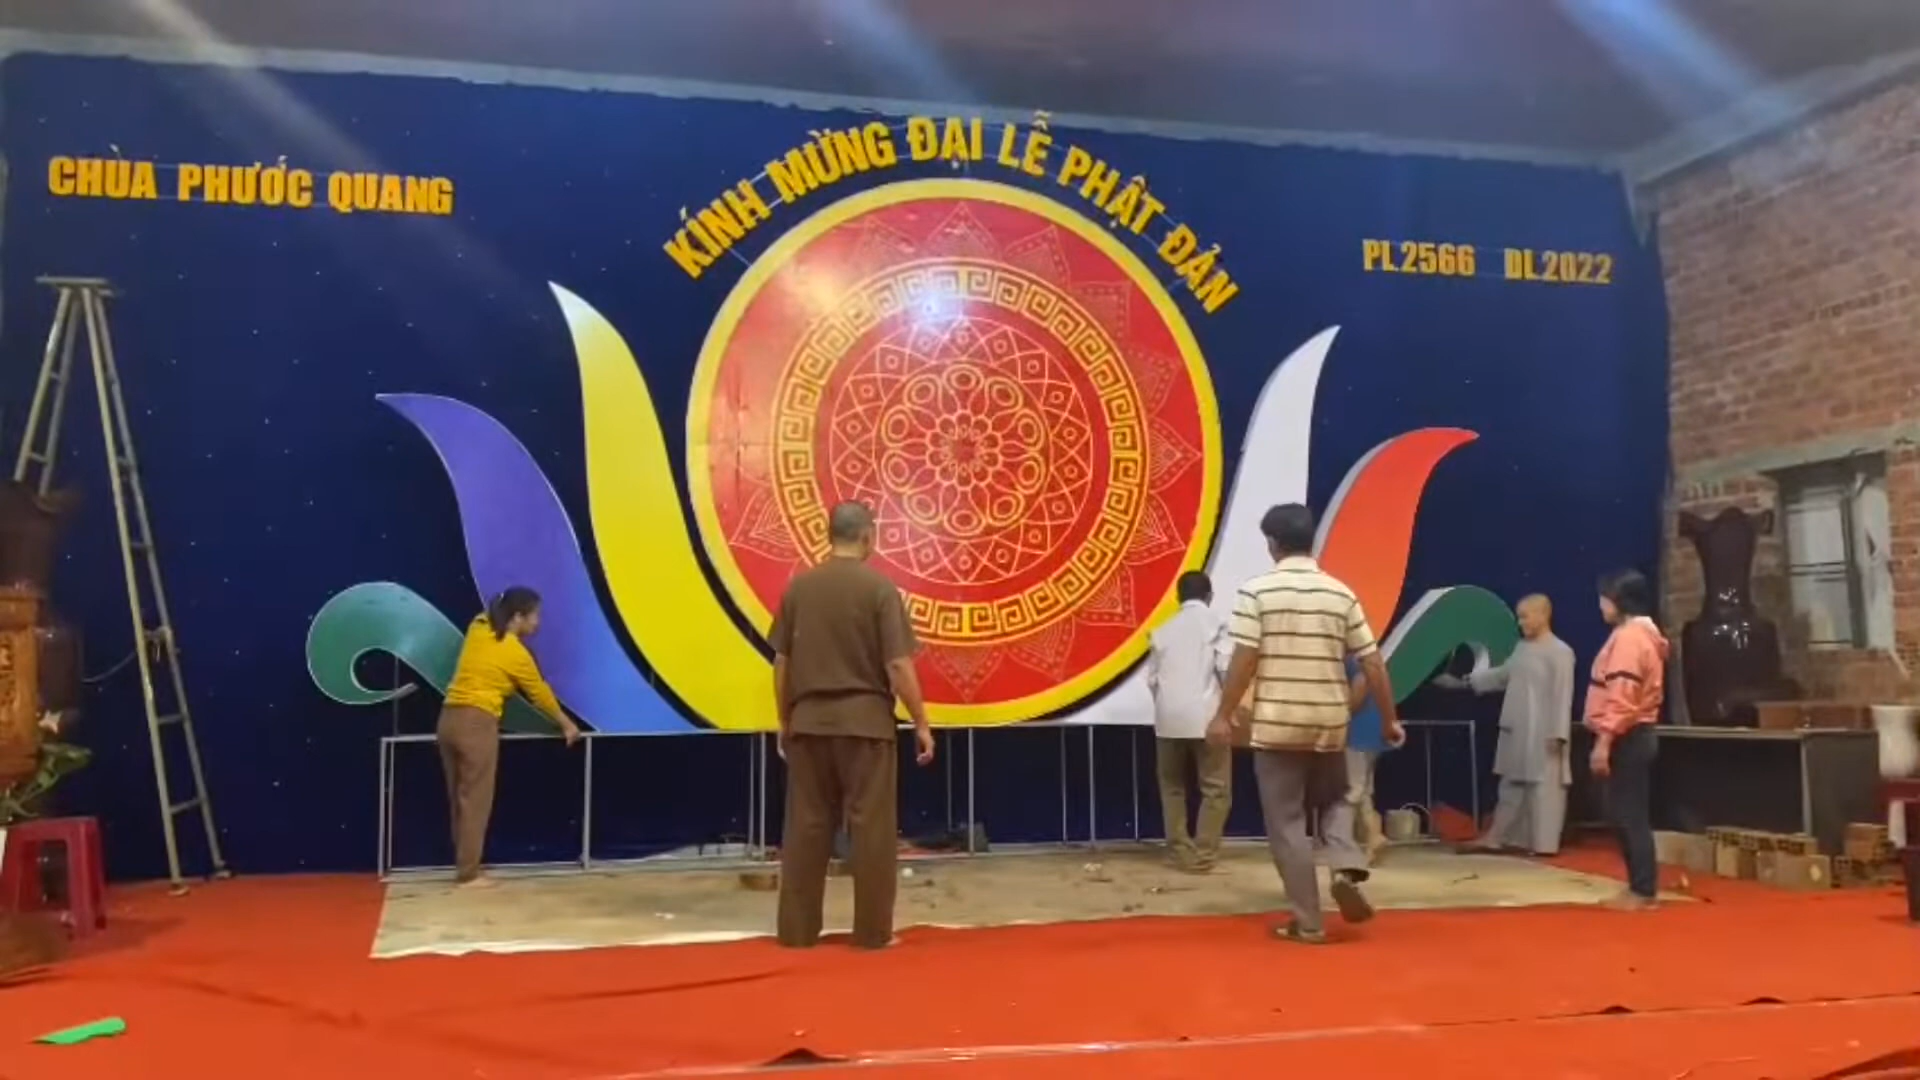 CHÙA PHƯỚC QUANG
KÍNH MỪNG ĐẠI LỄ PHẬT ĐẢN
PL.2566 DL.2022